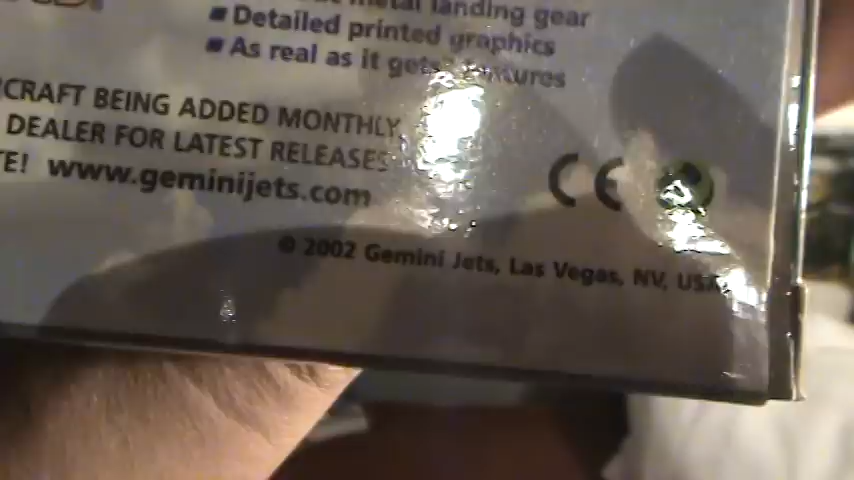 metal landing gear
Detailed printed graphics
As real as it gets
CRAFT BEING ADDED MONTHLY
DEALER FOR LATEST RELEASES
TE! www.geminijets.com
CE
© 2002 Gemini Jets, Las Vegas, NV, USA